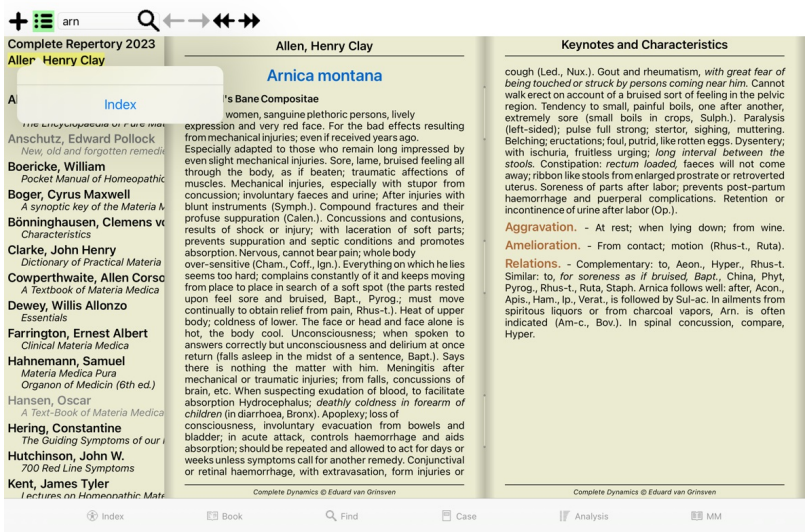 arn
Complete Repertory 2023
Allen, Henry Clay
Index
The Encyclopaedia of Pure Mat
Anschutz, Edward Pollock
New, old and forgotten remedie
Boericke, William
Pocket Manual of Homeopathic
Boger, Cyrus Maxwell
A synoptic key of the Materia M
Bönninghausen, Clemens vo
Characteristics
Clarke, John Henry
Dictionary of Practical Materia
Cowperthwaite, Allen Corso
A Textbook of Materia Medica
Dewey, Willis Allonzo
Essentials
Farrington, Ernest Albert
Clinical Materia Medica
Hahnemann, Samuel
Materia Medica Pura
Organon of Medicin (6th ed.)
Hansen, Oscar
A Text-Book of Materia Medica
Hering, Constantine
The Guiding Symptoms of our
Hutchinson, John W.
700 Red Line Symptoms
Kent, James Tyler
Lectures on Homeopathic Mate
Allen, Henry Clay
Arnica montana
's Bane Compositae
women, sanguine plethoric persons, lively
expression and very red face. For the bad effects resulting
from mechanical injuries; even if received years ago.
Especially adapted to those who remain long impressed by
even slight mechanical injuries. Sore, lame, bruised feeling all
through the body, as if beaten; traumatic affections of
muscles. Mechanical injuries, especially with stupor from
concussion; involuntary faeces and urine; After injuries with
blunt instruments (Symph.). Compound fractures and their
profuse suppuration (Calen.). Concussions and contusions,
results of shock or injury; with laceration of soft parts;
prevents suppuration and septic conditions and promotes
absorption. Nervous, cannot bear pain; whole body
over-sensitive (Cham., Coff., Ign.). Everything on which he lies
seems too hard; complains constantly of it and keeps moving
from place to place in search of a soft spot (the parts rested
upon feel sore and bruised, Bapt., Pyrog.; must move
continually to obtain relief from pain, Rhus-t.). Heat of upper
body; coldness of lower. The face or head and face alone is
hot, the body cool. Unconsciousness; when spoken to
answers correctly but unconsciousness and delirium at once
return (falls asleep in the midst of a sentence, Bapt.). Says
there is nothing the matter with him. Meningitis after
mechanical or traumatic injuries; from falls, concussions of
brain, etc. When suspecting exudation of blood, to facilitate
absorption Hydrocephalus; deathly coldness in forearm of
children (in diarrhoea, Bronx). Apoplexy; loss of
consciousness, involuntary evacuation from bowels and
bladder; in acute attack, controls haemorrhage and aids
absorption; should be repeated and allowed to act for days or
weeks unless symptoms call for another remedy. Conjunctival
or retinal haemorrhage, with extravasation, form injuries or
Complete Dynamics © Eduard van Grinsven
Keynotes and Characteristics
cough (Led., Nux.). Gout and rheumatism, with great fear of
being touched or struck by persons coming near him. Cannot
walk erect on account of a bruised sort of feeling in the pelvic
region. Tendency to small, painful boils, one after another,
extremely sore (small boils in crops, Sulph.). Paralysis
(left-sided); pulse full strong; stertor, sighing, muttering.
Belching; eructations; foul, putrid, like rotten eggs. Dysentery;
with ischuria, fruitless urging; long interval between the
stools. Constipation: rectum loaded, faeces will not come
away; ribbon like stools from enlarged prostate or retroverted
uterus. Soreness of parts after labor; prevents post-partum
haemorrhage and puerperal complications. Retention or
incontinence of urine after labor (Op.).
Aggravation. - At rest; when lying down; from wine.
Amelioration. - From contact; motion (Rhus-t., Ruta).
Relations. - Complementary: to, Aeon., Hyper., Rhus-t.
Similar: to, for soreness as if bruised, Bapt., China, Phyt,
Pyrog., Rhus-t., Ruta, Staph. Arnica follows well: after, Acon.,
Apis., Ham., Ip., Verat., is followed by Sul-ac. In ailments from
spiritous liquors or from charcoal vapors, Arn. is often
indicated (Am-c., Bov.). In spinal concussion, compare,
Hyper.
Complete Dynamics © Eduard van Grinsven
Index
Book
Find
Case
Analysis
MM